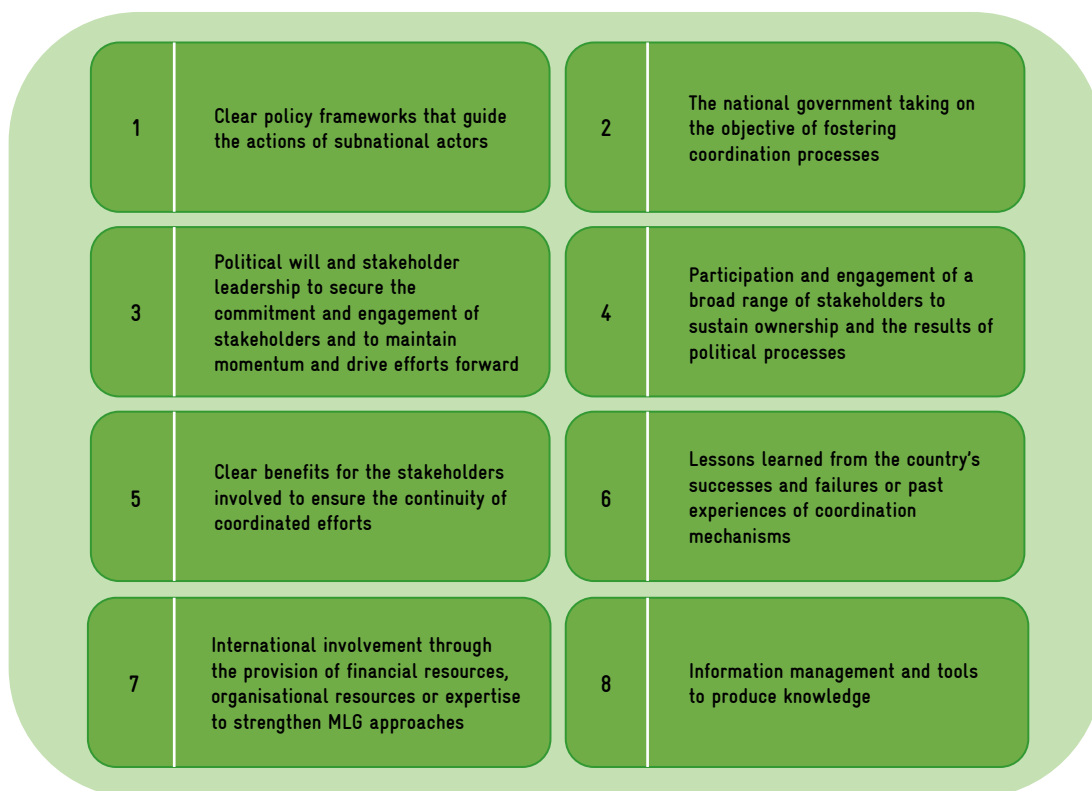 1
Clear policy frameworks that guide
the actions of subnational actors
2
The national government taking on
the objective of fostering
coordination processes
3
Political will and stakeholder
leadership to secure the
commitment and engagement of
stakeholders and to maintain
momentum and drive efforts forward
4
Participation and engagement of a
broad range of stakeholders to
sustain ownership and the results of
political processes
5
Clear benefits for the stakeholders
involved to ensure the continuity of
coordinated efforts
6
Lessons learned from the country's
successes and failures or past
experiences of coordination
mechanisms
7
International involvement through
the provision of financial resources,
organisational resources or expertise
to strengthen MLG approaches
8
Information management and tools
to produce knowledge